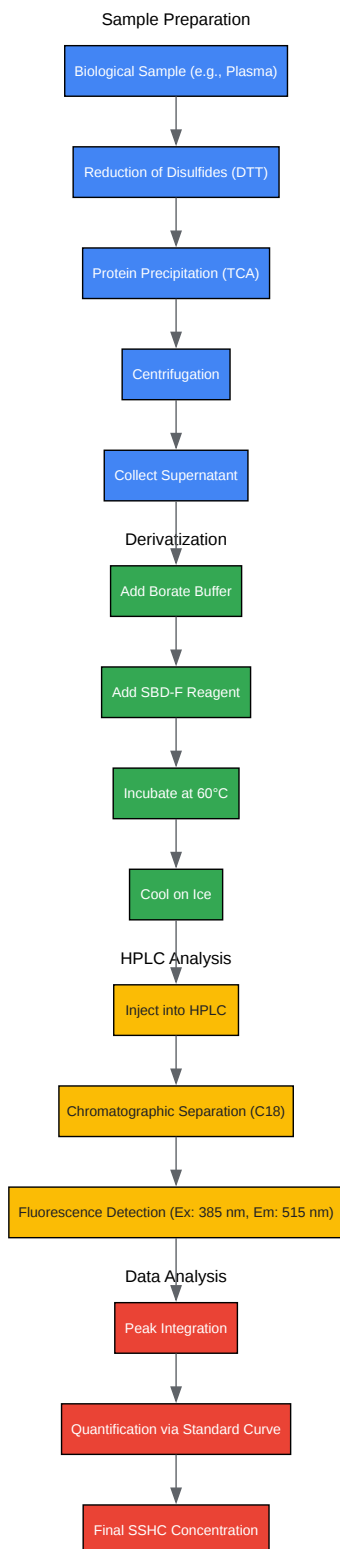 Sample Preparation
Biological Sample (e.g., Plasma)
Reduction of Disulfides (DTT)
Protein Precipitation (TCA)
Centrifugation
Collect Supernatant
Derivatization
Add Borate Buffer
Add SBD-F Reagent
Incubate at 60°C
Cool on Ice
HPLC Analysis
Inject into HPLC
Chromatographic Separation (C18)
Fluorescence Detection (Ex: 385 nm, Em: 515 nm)
Data Analysis
Peak Integration
Quantification via Standard Curve
Final SSHC Concentration